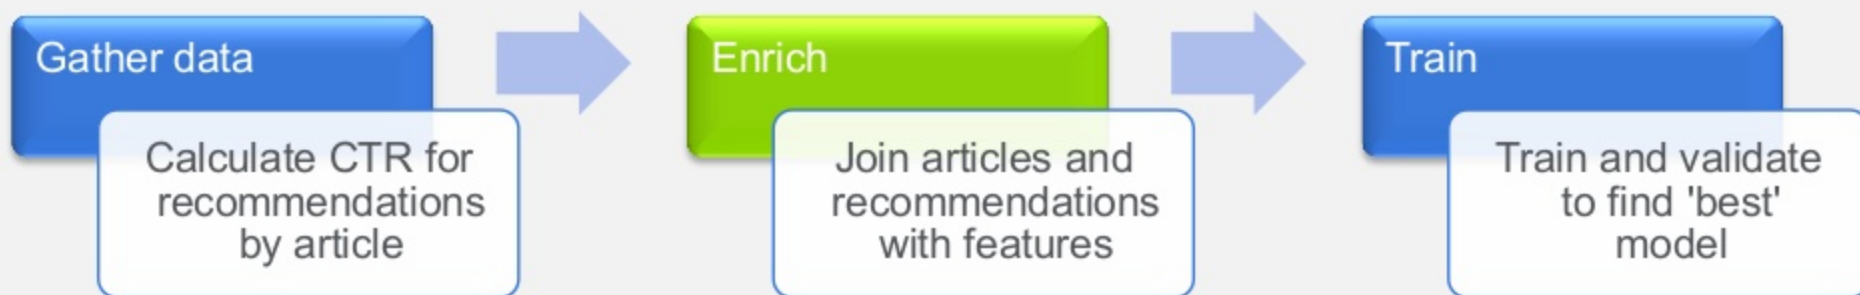 Gather data
Calculate CTR for
recommendations
by article
Enrich
Join articles and
recommendations
with features
Train
Train and validate
to find 'best'
model